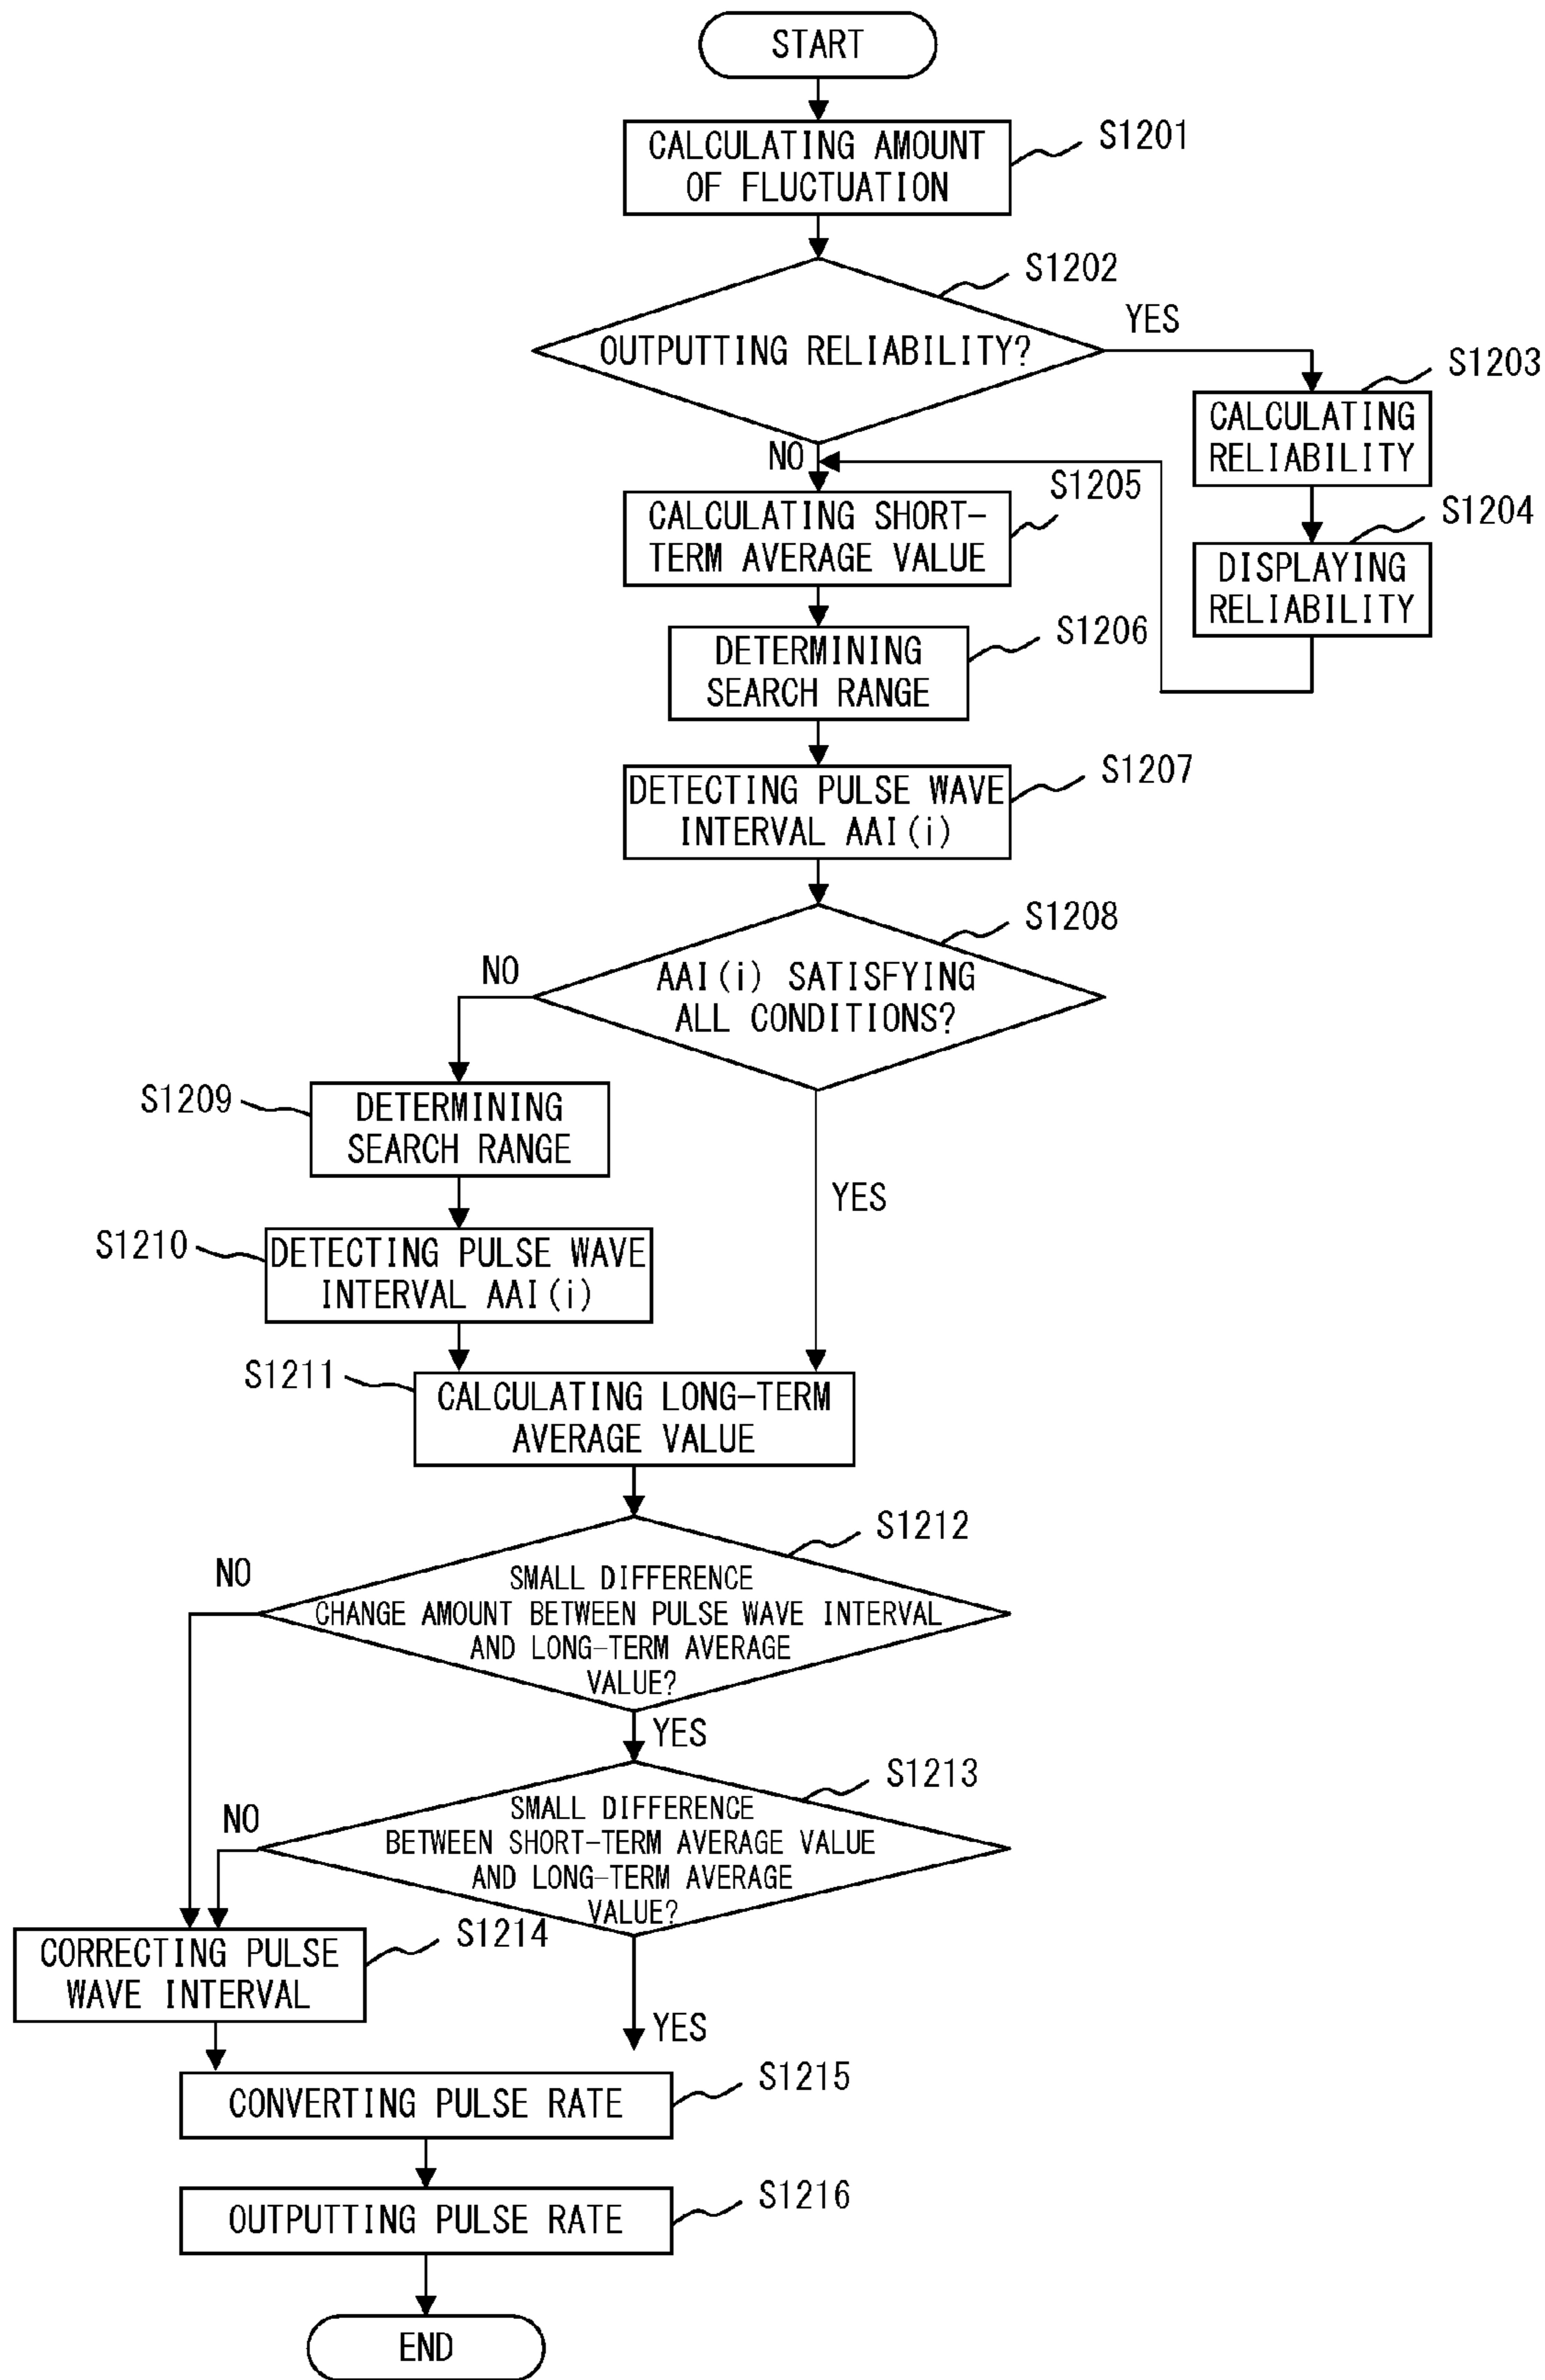 START
CALCULATING AMOUNT
OF FLUCTUATION
S1201
S1202
OUTPUTTING RELIABILITY?
YES
S1203
CALCULATING
RELIABILITY
NO
S1204
DISPLAYING
RELIABILITY
S1205
CALCULATING SHORT-
TERM AVERAGE VALUE
S1206
DETERMINING
SEARCH RANGE
S1207
DETECTING PULSE WAVE
INTERVAL AAI(i)
S1208
AAI(i) SATISFYING
ALL CONDITIONS?
NO
S1209
DETERMINING
SEARCH RANGE
YES
S1210
DETECTING PULSE WAVE
INTERVAL AAI(i)
S1211
CALCULATING LONG-TERM
AVERAGE VALUE
S1212
NO
SMALL DIFFERENCE
CHANGE AMOUNT BETWEEN PULSE WAVE INTERVAL
AND LONG-TERM AVERAGE
VALUE?
YES
S1213
NO
SMALL DIFFERENCE
BETWEEN SHORT-TERM AVERAGE VALUE
AND LONG-TERM AVERAGE
VALUE?
S1214
CORRECTING PULSE
WAVE INTERVAL
YES
S1215
CONVERTING PULSE RATE
S1216
OUTPUTTING PULSE RATE
END